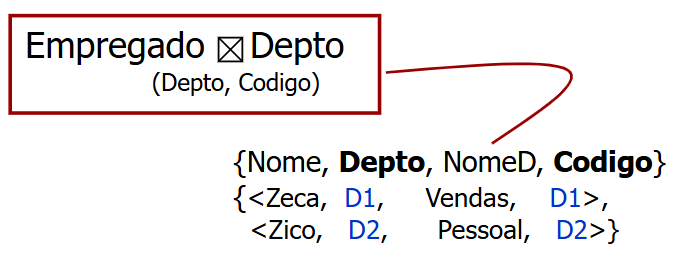 Empregado ⊠ Depto
(Depto, Codigo)
{Nome, Depto, NomeD, Codigo}
{<Zeca, D1, Vendas, D1>,
<Zico, D2, Pessoal, D2>}